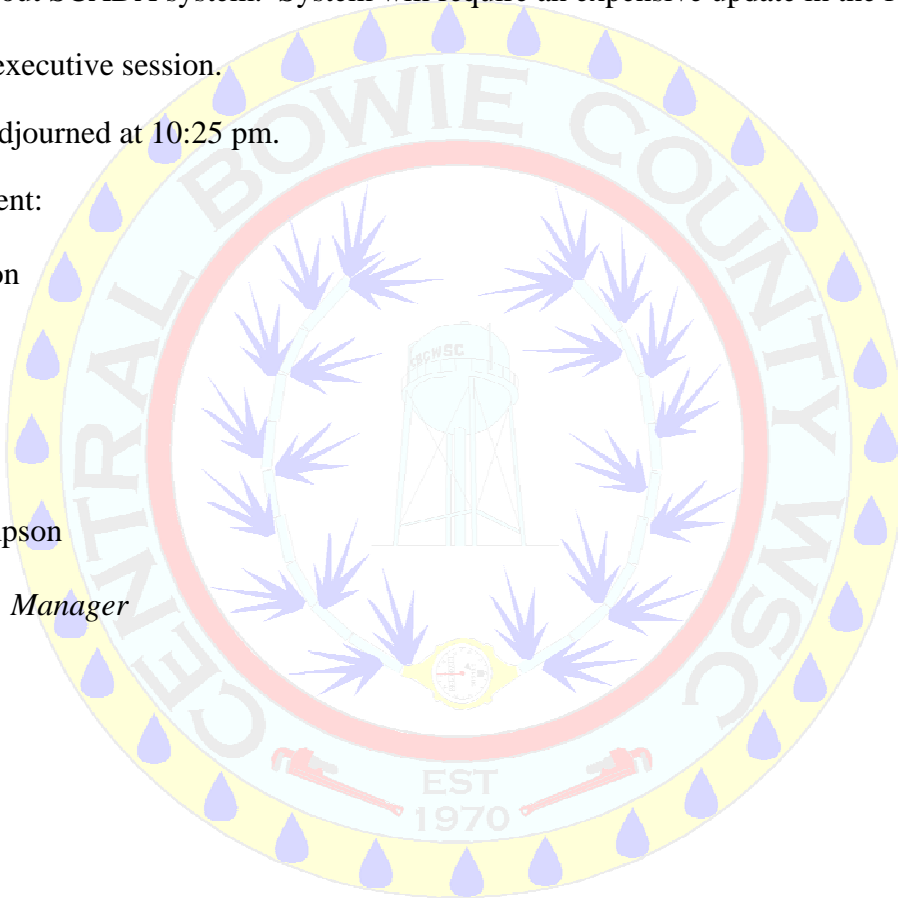 out SCADA system. System will require an expensive update in the
executive session.
djourned at 10:25 pm.
ent:
on
pson
Manager
CENTRAL BOWIE COUNTY WSC
CBCWSC
EST
1970